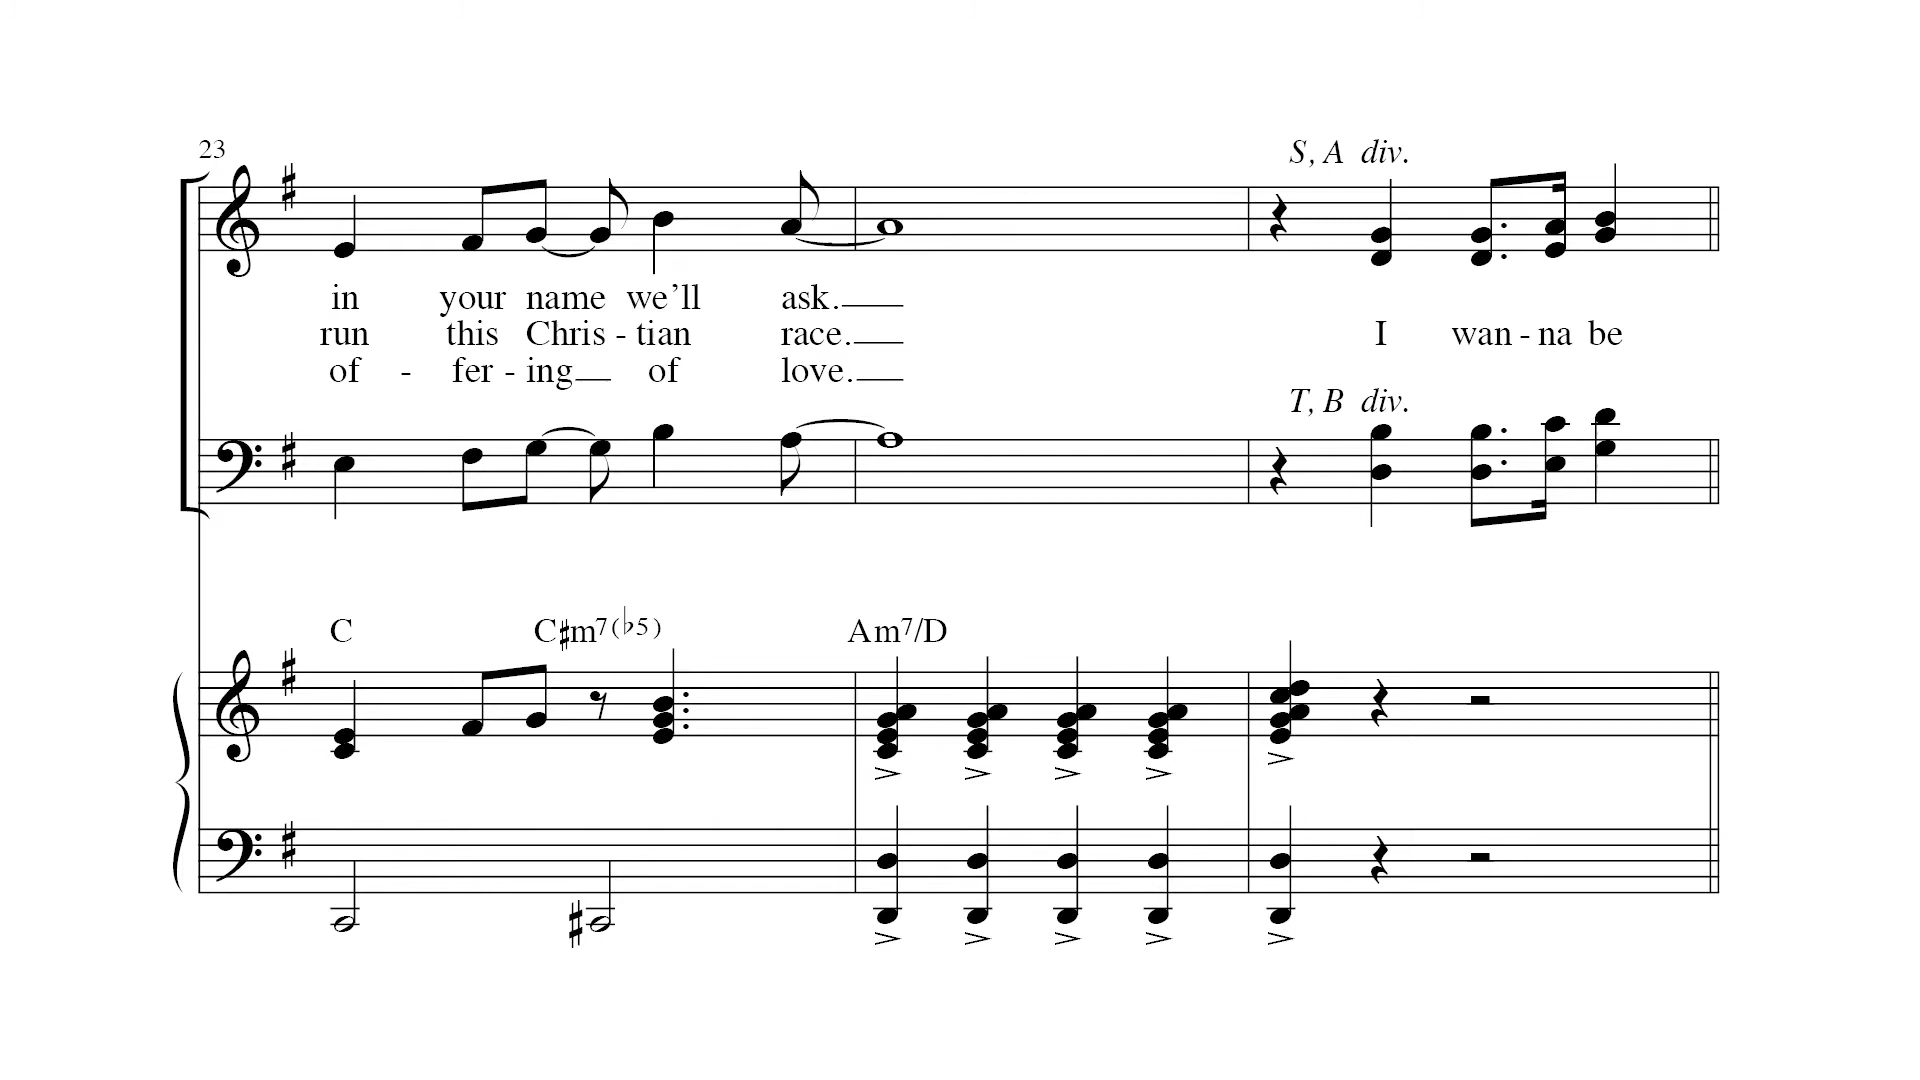 23
S, A div.
in your name we’ll ask.
run this Chris - tian race. I wan - na be
of - fer - ing of love.
T, B div.
C C♯m7(♭5) Am7/D